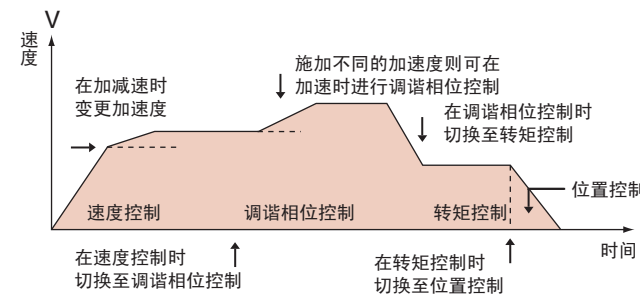 V
速
度
施加不同的加速度则可在
加速时进行调谐相位控制
在加减速时
变更加速度
在调谐相位控制时
切换至转矩控制
位置控制
速度控制 调谐相位控制 转矩控制
时间
在速度控制时
切换至调谐相位控制
在转矩控制时
切换至位置控制